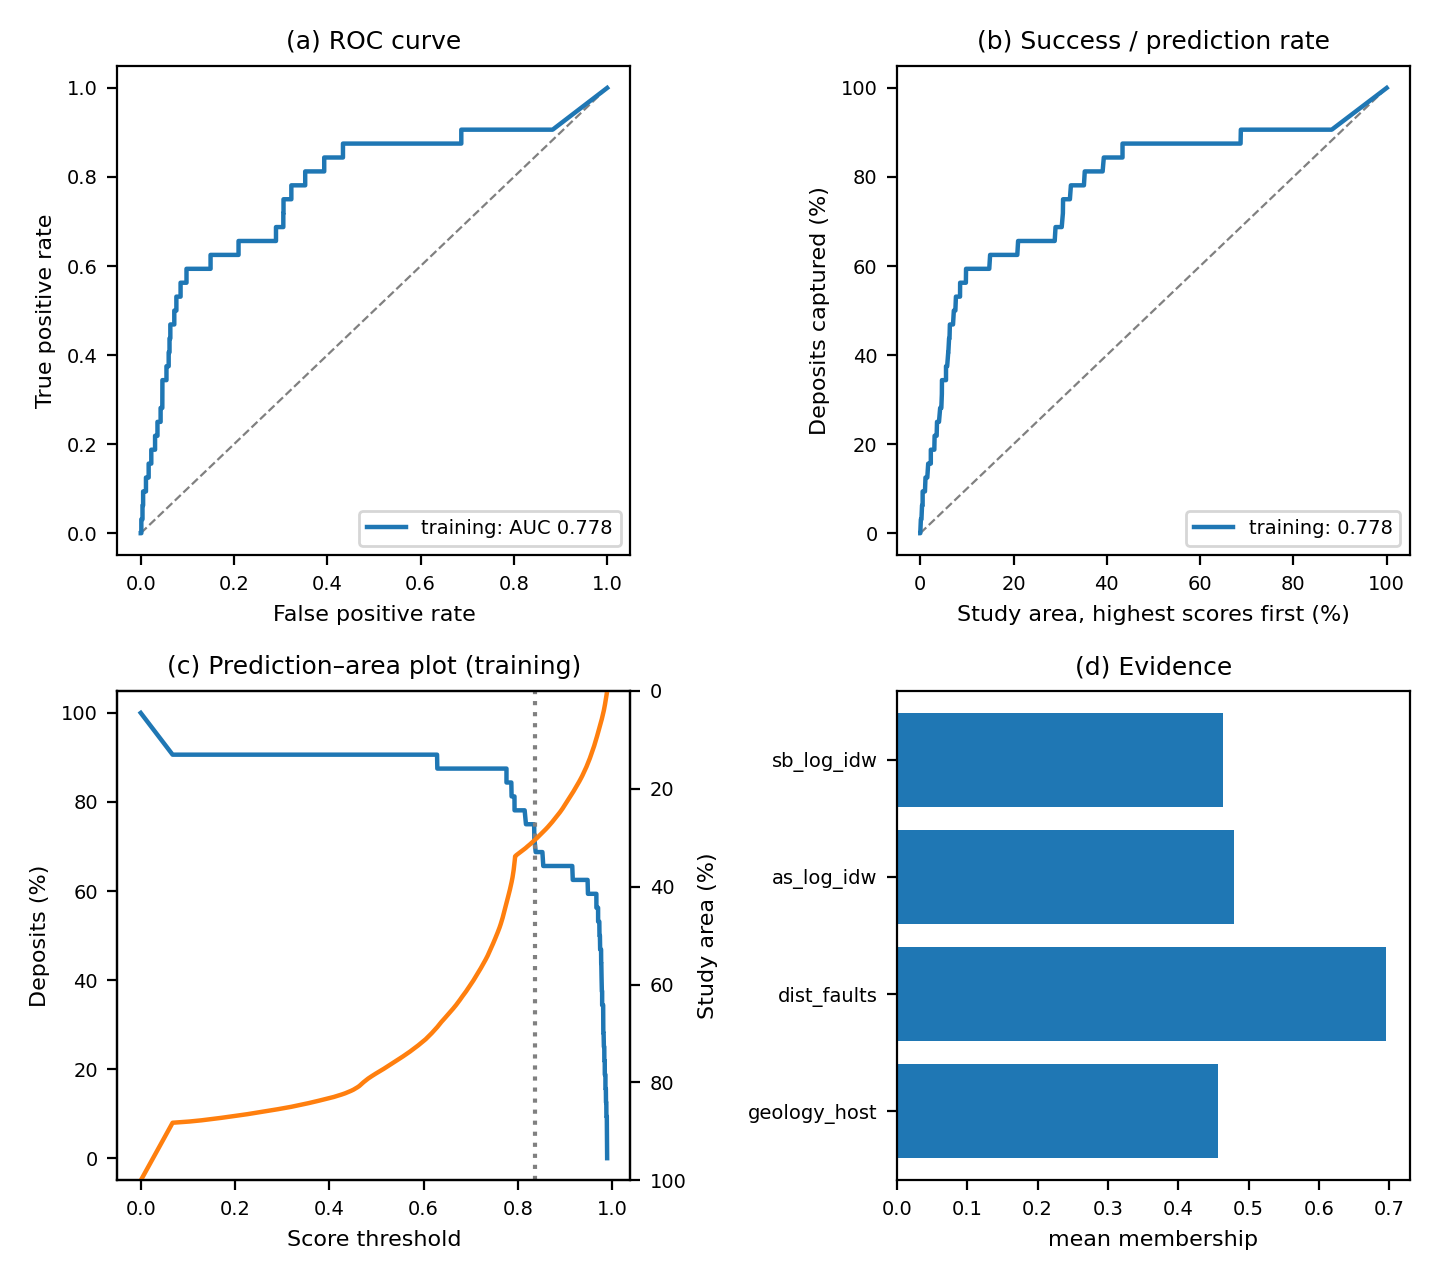 (a) ROC curve
1.0
0.8
0.6
0.4
0.2
0.0
True positive rate
training: AUC 0.778
0.0 0.2 0.4 0.6 0.8 1.0
False positive rate
(b) Success / prediction rate
100
80
60
40
20
0
Deposits captured (%)
training: 0.778
0 20 40 60 80 100
Study area, highest scores first (%)
(c) Prediction–area plot (training)
100
80
60
40
20
0
Deposits (%)
0
20
40
60
80
100
Study area (%)
0.0 0.2 0.4 0.6 0.8 1.0
Score threshold
(d) Evidence
sb_log_idw
as_log_idw
dist_faults
geology_host
0.0 0.1 0.2 0.3 0.4 0.5 0.6 0.7
mean membership